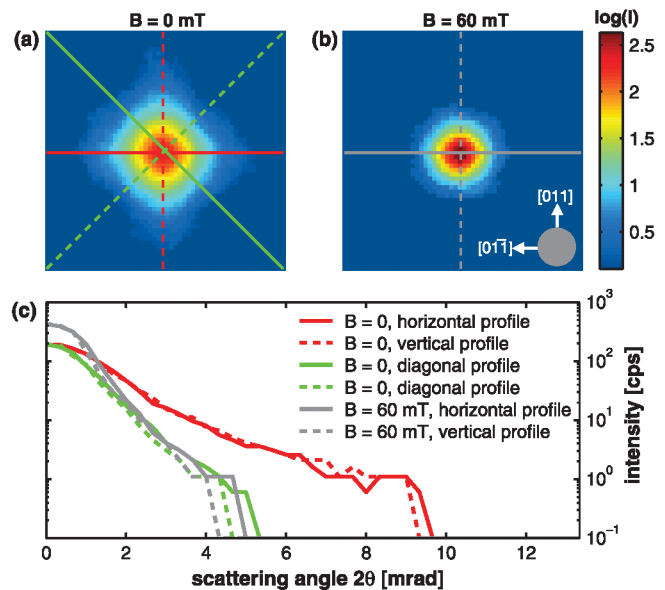 B = 0 mT
B = 60 mT
log(I)
(a)
(b)
2.5
2
1.5
1
0.5
[011]
[011̄]
(c)
B = 0, horizontal profile
B = 0, vertical profile
B = 0, diagonal profile
B = 0, diagonal profile
B = 60 mT, horizontal profile
B = 60 mT, vertical profile
10³
10²
10¹
10⁰
10⁻¹
intensity [cps]
0
2
4
6
8
10
12
scattering angle 2θ [mrad]